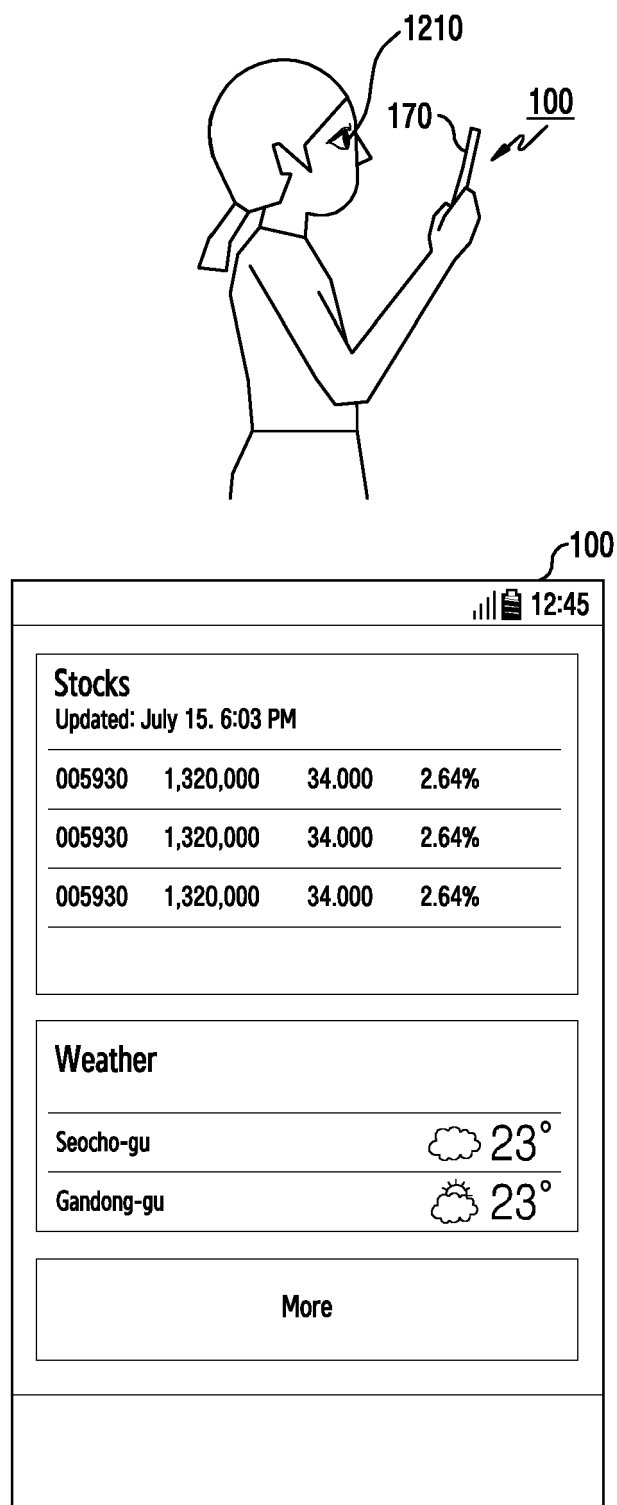 1210
170
100
100
12:45
Stocks
Updated: July 15. 6:03 PM
005930 1,320,000 34.000 2.64%
005930 1,320,000 34.000 2.64%
005930 1,320,000 34.000 2.64%
Weather
Seocho-gu 23°
Gandong-gu 23°
More